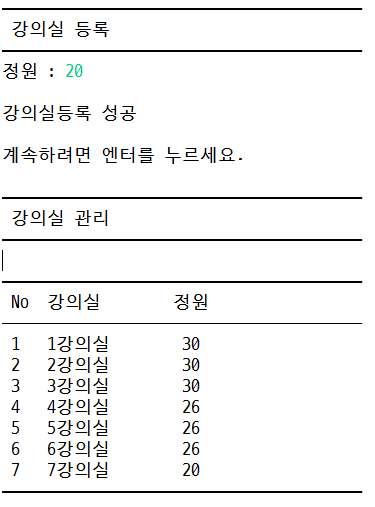 강의실 등록
정원 : 20
강의실등록 성공
계속하려면 엔터를 누르세요.
강의실 관리
No 강의실 정원
1 1강의실 30
2 2강의실 30
3 3강의실 30
4 4강의실 26
5 5강의실 26
6 6강의실 26
7 7강의실 20